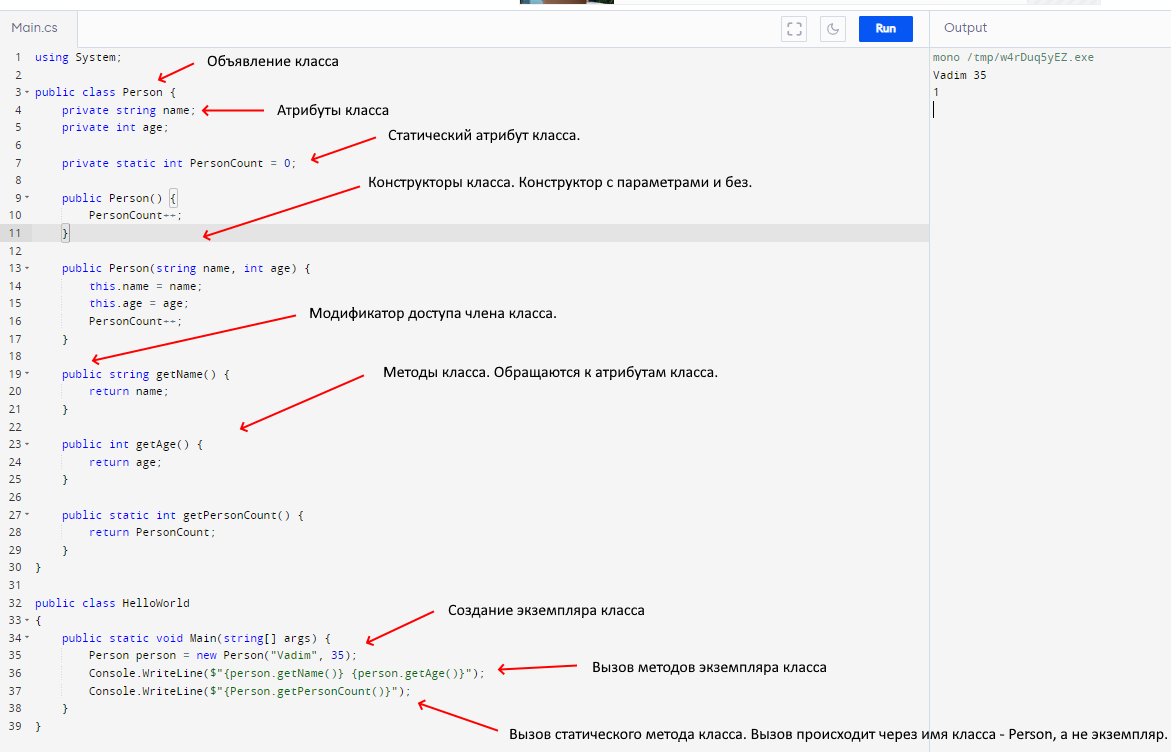 Main.cs
Run
Output
1 using System;
Объявление класса
mono /tmp/w4rDuq5yEZ.exe
2
Vadim 35
3 public class Person {
1
4 private string name;
Атрибуты класса
5 private int age;
Статический атрибут класса.
6
7 private static int PersonCount = 0;
8
Конструкторы класса. Конструктор с параметрами и без.
9 public Person() {
10 PersonCount++;
11 }
12
13 public Person(string name, int age) {
14 this.name = name;
15 this.age = age;
Модификатор доступа члена класса.
16 PersonCount++;
17 }
18
19 public string getName() {
Методы класса. Обращаются к атрибутам класса.
20 return name;
21 }
22
23 public int getAge() {
24 return age;
25 }
26
27 public static int getPersonCount() {
28 return PersonCount;
29 }
30 }
31
32 public class HelloWorld
Создание экземпляра класса
33 {
34 public static void Main(string[] args) {
35 Person person = new Person("Vadim", 35);
Вызов методов экземпляра класса
36 Console.WriteLine($"{person.getName()} {person.getAge()}");
37 Console.WriteLine($"{Person.getPersonCount()}");
38 }
39 }
Вызов статического метода класса. Вызов происходит через имя класса - Person, а не экземпляр.